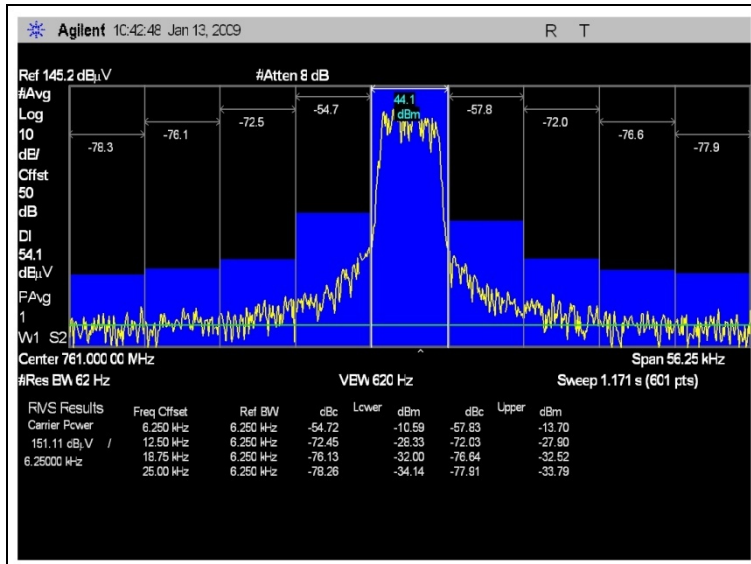 Agilent 10:42:48 Jan 13, 2009 R T
Ref 145.2 dBμV #Atten 8 dB
#Avg
Log
10
dB/
Offst
50
dB
DI
54.1
dBμV
PAvg
1
W1 S2
-78.3 -76.1 -72.5 -54.7 44.1 -57.8 -72.0 -76.6 -77.9
dBm
Center 761.000 00 MHz Span 56.25 kHz
#Res BW 62 Hz VBW 620 Hz Sweep 1.171 s (601 pts)
RMS Results Freq Offset Ref BW dBc Lower dBm dBc Upper dBm
Carrier Power 6.250 kHz 6.250 kHz -54.72 -10.59 -57.83 -13.70
151.11 dBμV / 12.50 kHz 6.250 kHz -72.45 -28.33 -72.03 -27.90
6.25000 kHz 18.75 kHz 6.250 kHz -76.13 -32.00 -76.64 -32.52
25.00 kHz 6.250 kHz -78.26 -34.14 -77.91 -33.79